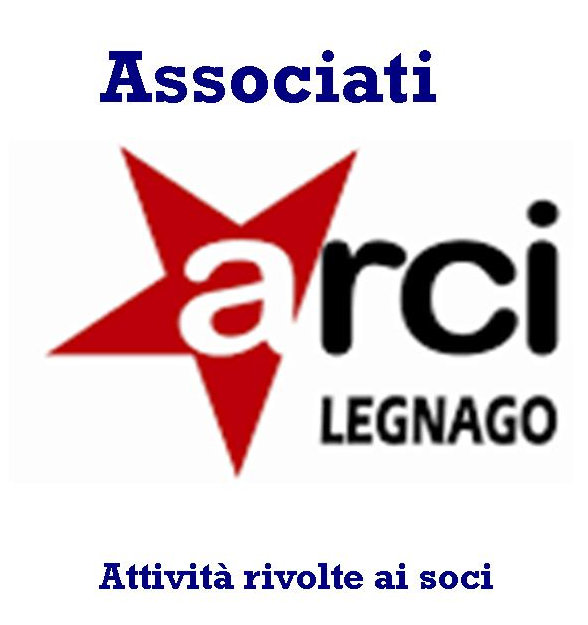 Associati
arci
LEGNAGO
Attività rivolte ai soci